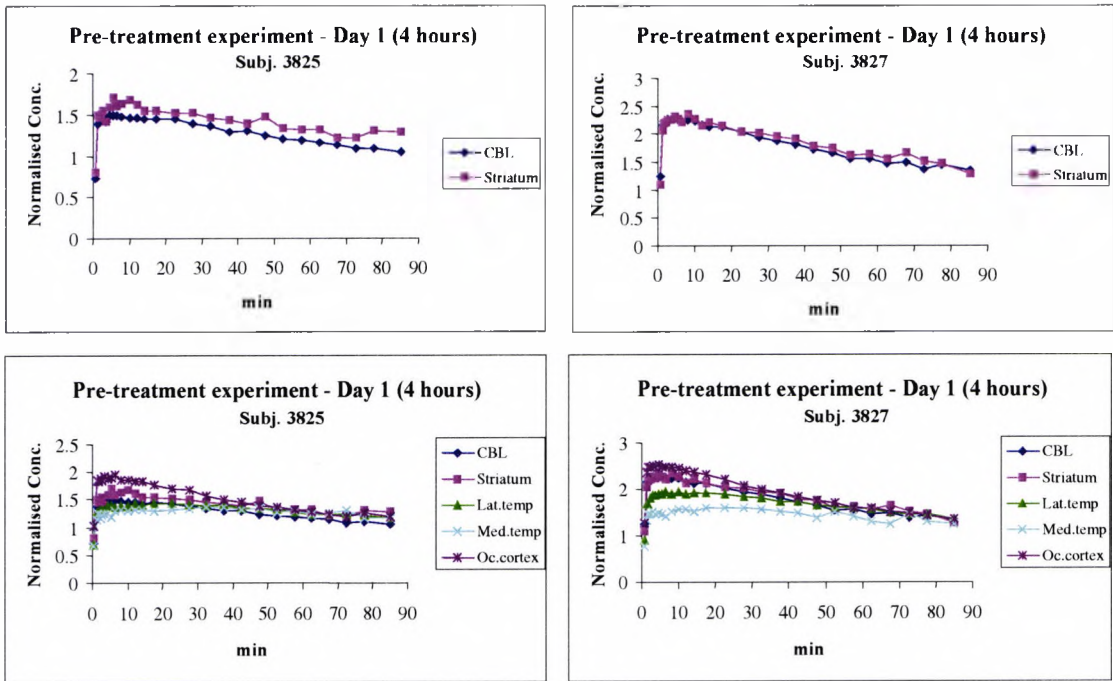 Pre-treatment experiment - Day 1 (4 hours)
Subj. 3825
Normalised Conc.
2
1.5
1
0.5
0
0 10 20 30 40 50 60 70 80 90
min
CBL
Striatum
Pre-treatment experiment - Day 1 (4 hours)
Subj. 3827
Normalised Conc.
3
2.5
2
1.5
1
0.5
0
0 10 20 30 40 50 60 70 80 90
min
CBL
Striatum
Pre-treatment experiment - Day 1 (4 hours)
Subj. 3825
Normalised Conc.
2.5
2
1.5
1
0.5
0
0 10 20 30 40 50 60 70 80 90
min
CBL
Striatum
Lat.temp
Med.temp
Oc.cortex
Pre-treatment experiment - Day 1 (4 hours)
Subj. 3827
Normalised Conc.
3
2
1
0
0 10 20 30 40 50 60 70 80 90
min
CBL
Striatum
Lat.temp
Med.temp
Oc.cortex